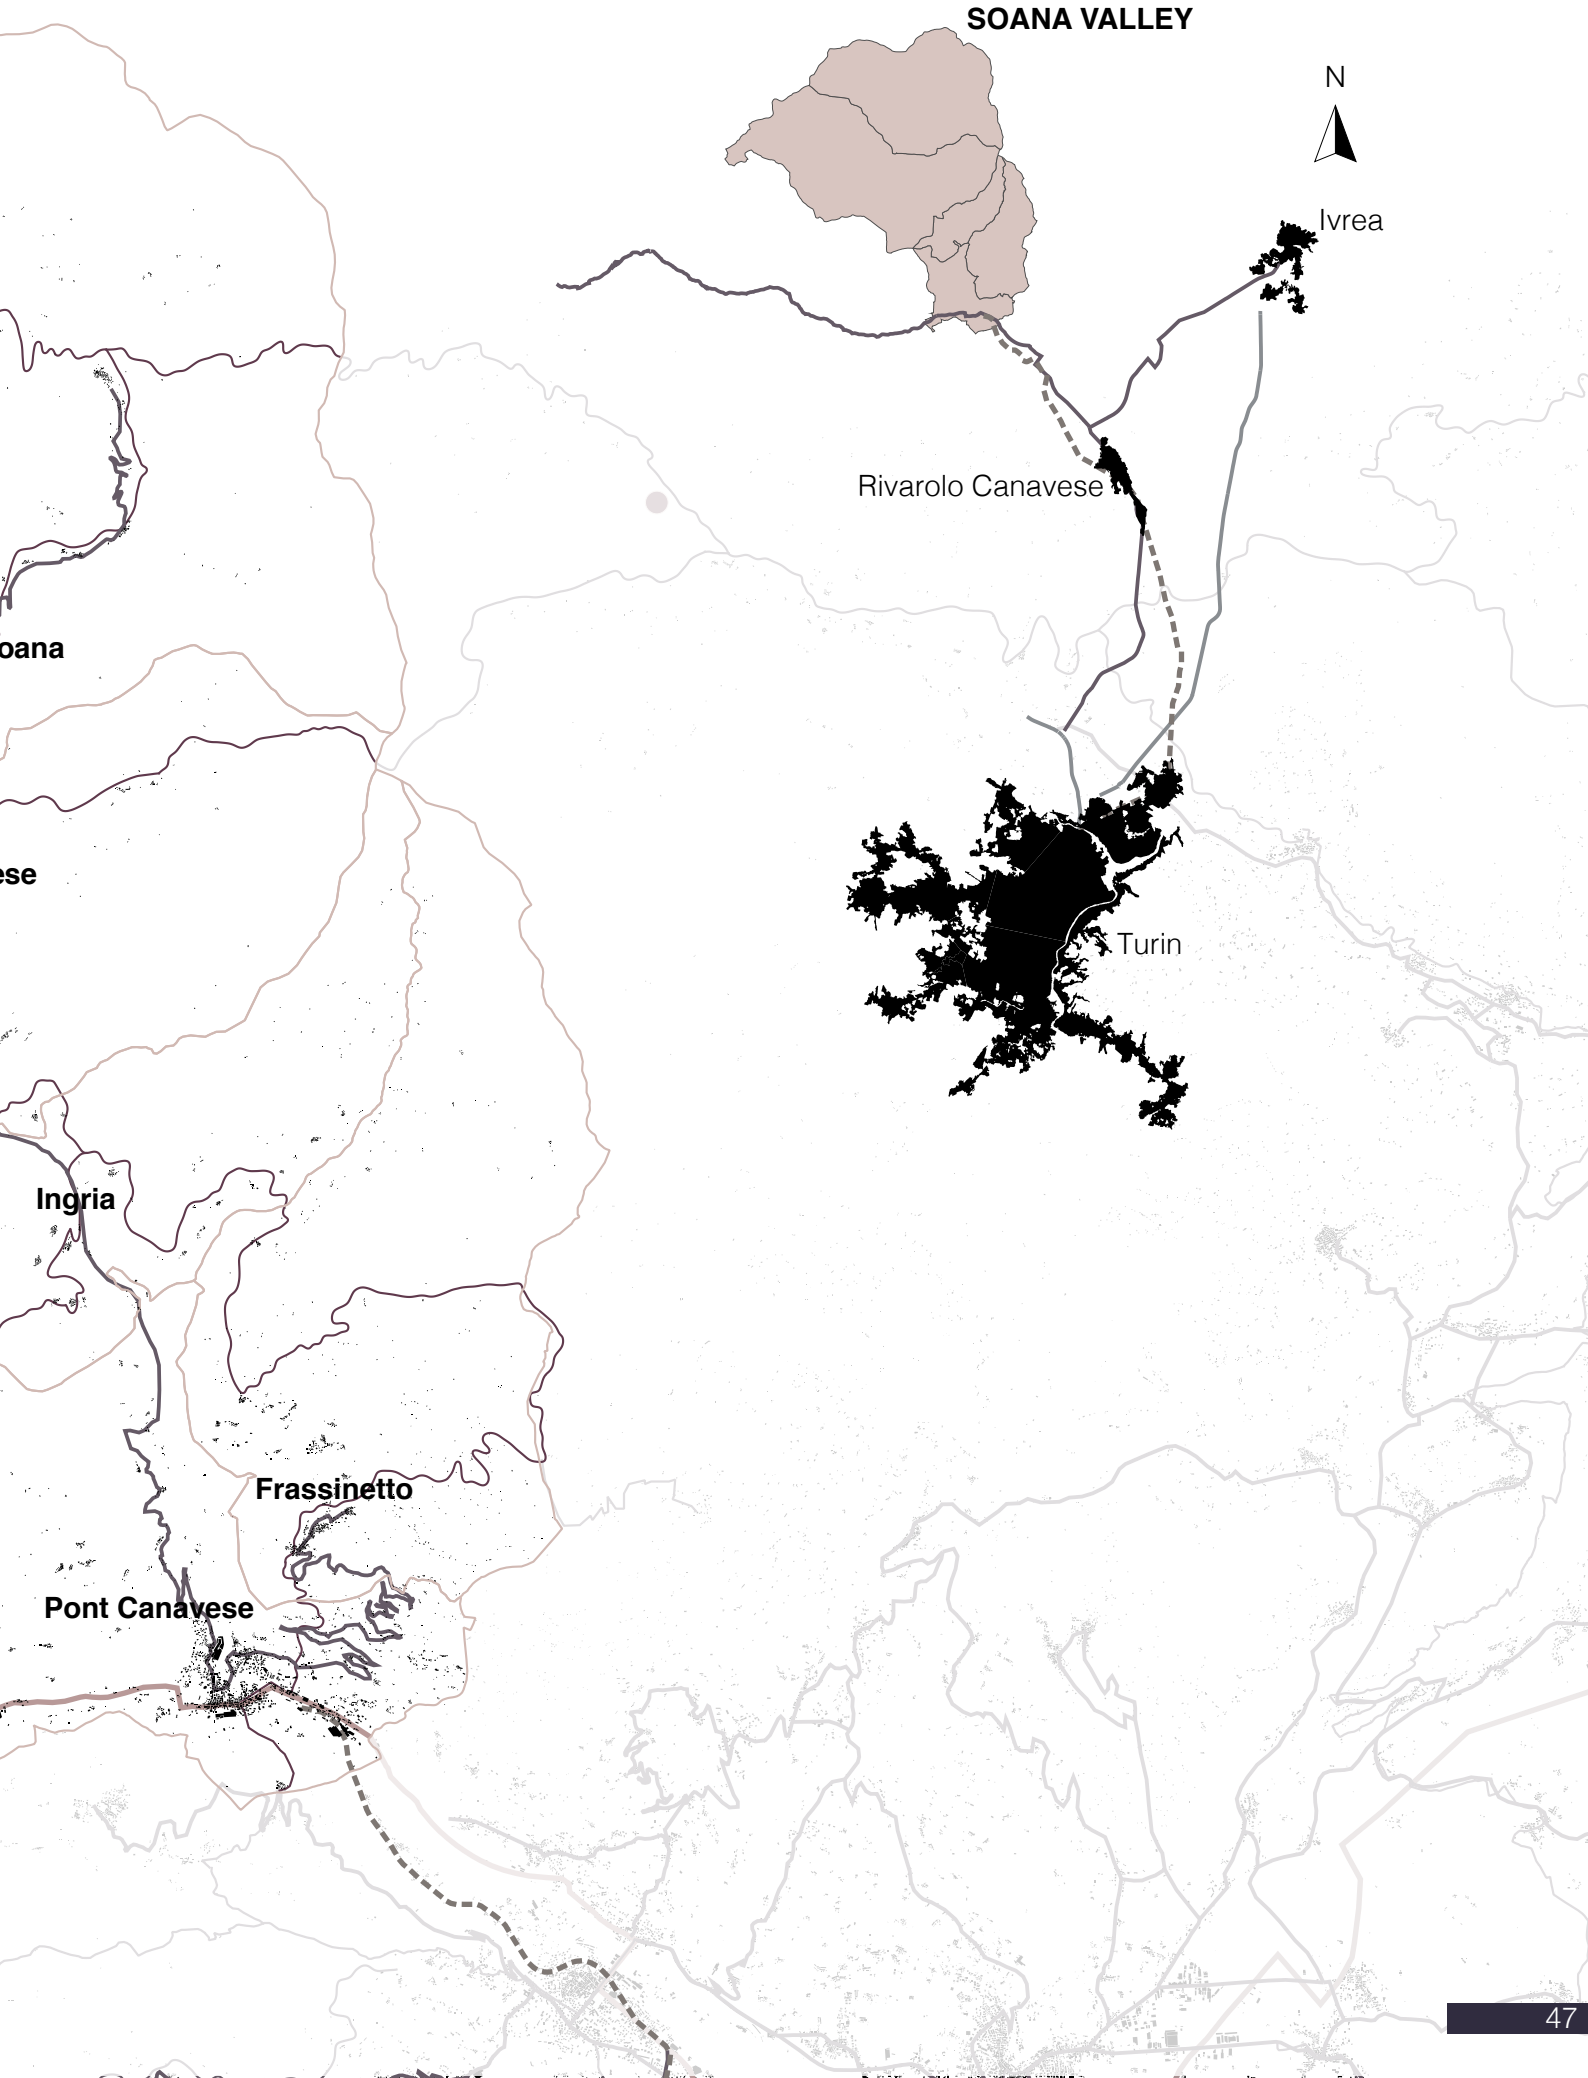 SOANA VALLEY
N
Ivrea
Rivarolo Canavese
oana
ese
Turin
Ingria
Frassinetto
Pont Canavese
47